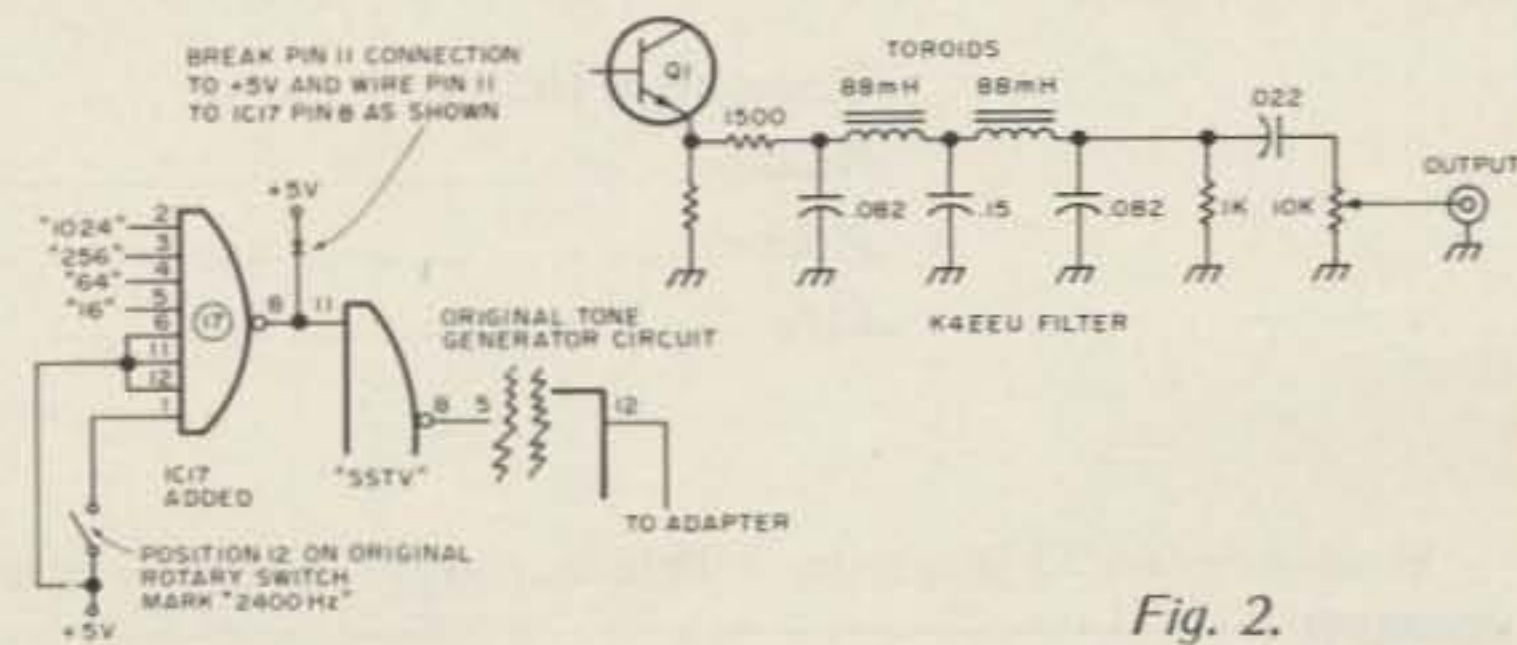 BREAK PIN 11 CONNECTION
TO +5V AND WIRE PIN 11
TO IC17 PIN 8 AS SHOWN
+5V
"1024"
2
"256"
3
"64"
4
"16"
5
6
11
12
1
17
8
11
IC17
ADDED
"SSTV"
ORIGINAL TONE
GENERATOR CIRCUIT
8
5
12
TO ADAPTER
POSITION 12 ON ORIGINAL
ROTARY SWITCH
MARK "2400 Hz"
+5V
Q1
1500
TOROIDS
88mH
88mH
.022
OUTPUT
.082
.15
.082
1K
10K
K4EEU FILTER
Fig. 2.